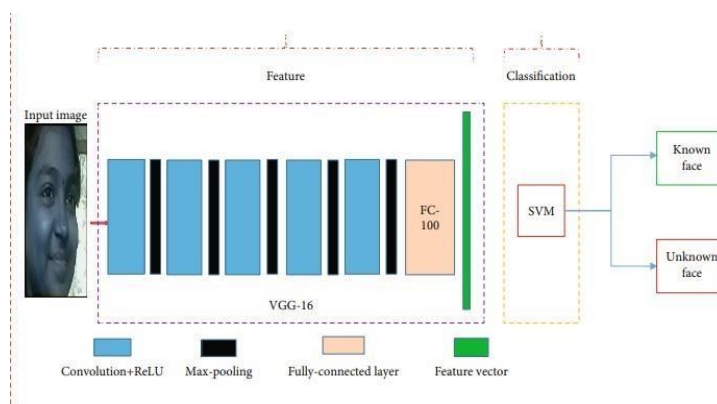 Feature
Classification
Input image
FC-
100
SVM
Known
face
Unknown
face
VGG-16
Convolution+ReLU
Max-pooling
Fully-connected layer
Feature vector